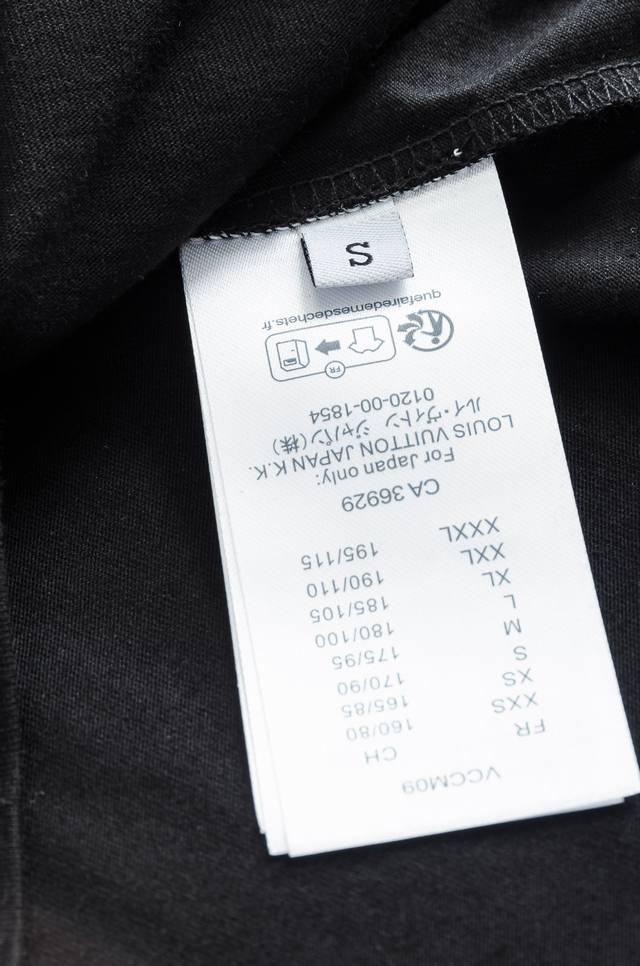 VCCM09
FR CH
XXS 160/80
XS 165/85
S 170/90
M 175/95
L 180/100
XL 185/105
XXL 190/110
XXXL 195/115
CA 36929
For Japan only:
LOUIS VUITTON JAPAN K.K.
ルイ・ヴィトン ジャパン(株)
0120-00-1854
FR
quefairedemesdechets.fr
S